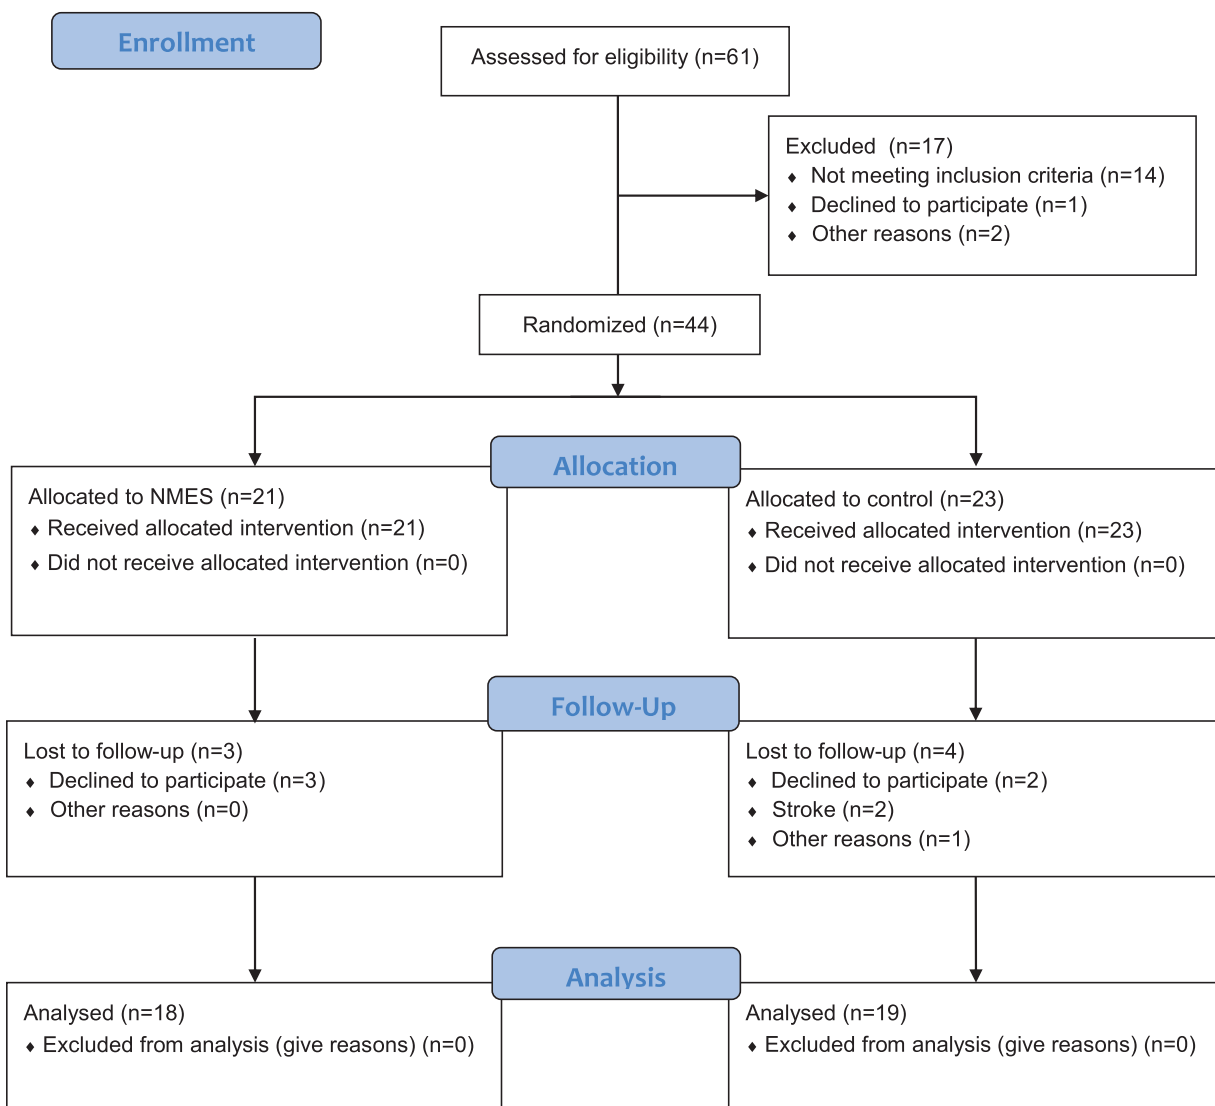 Enrollment
Assessed for eligibility (n=61)
Excluded (n=17)
♦ Not meeting inclusion criteria (n=14)
♦ Declined to participate (n=1)
♦ Other reasons (n=2)
Randomized (n=44)
Allocation
Allocated to NMES (n=21)
♦ Received allocated intervention (n=21)
♦ Did not receive allocated intervention (n=0)
Allocated to control (n=23)
♦ Received allocated intervention (n=23)
♦ Did not receive allocated intervention (n=0)
Follow-Up
Lost to follow-up (n=3)
♦ Declined to participate (n=3)
♦ Other reasons (n=0)
Lost to follow-up (n=4)
♦ Declined to participate (n=2)
♦ Stroke (n=2)
♦ Other reasons (n=1)
Analysis
Analysed (n=18)
♦ Excluded from analysis (give reasons) (n=0)
Analysed (n=19)
♦ Excluded from analysis (give reasons) (n=0)